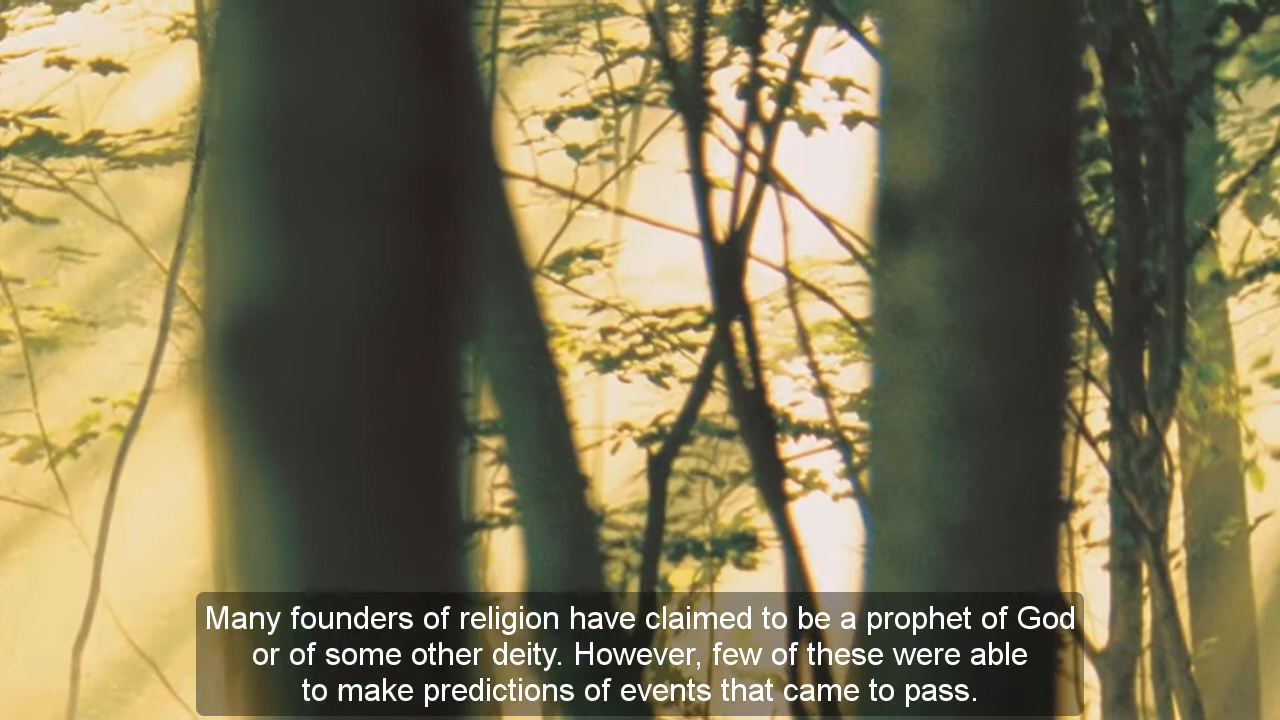 Many founders of religion have claimed to be a prophet of God
or of some other deity. However, few of these were able
to make predictions of events that came to pass.